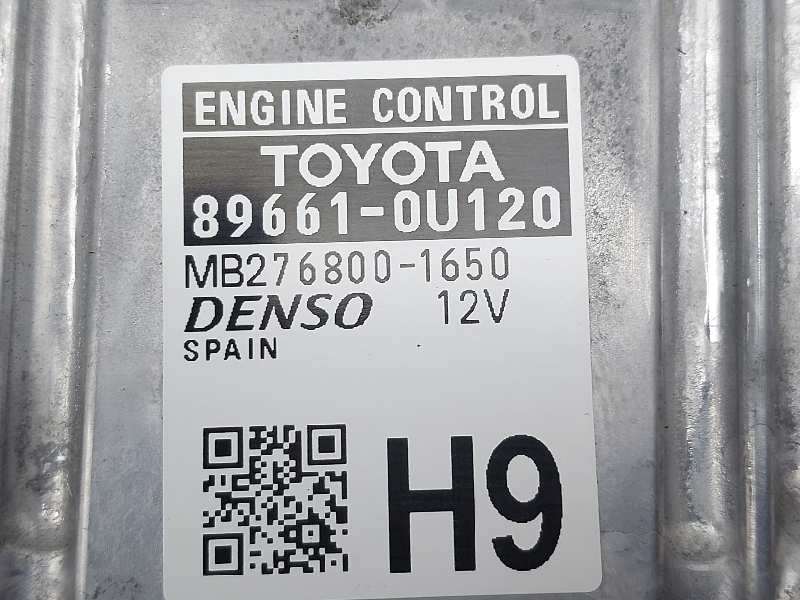 ENGINE CONTROL
TOYOTA
89661-0U120
MB276800-1650
DENSO 12V
SPAIN
H9